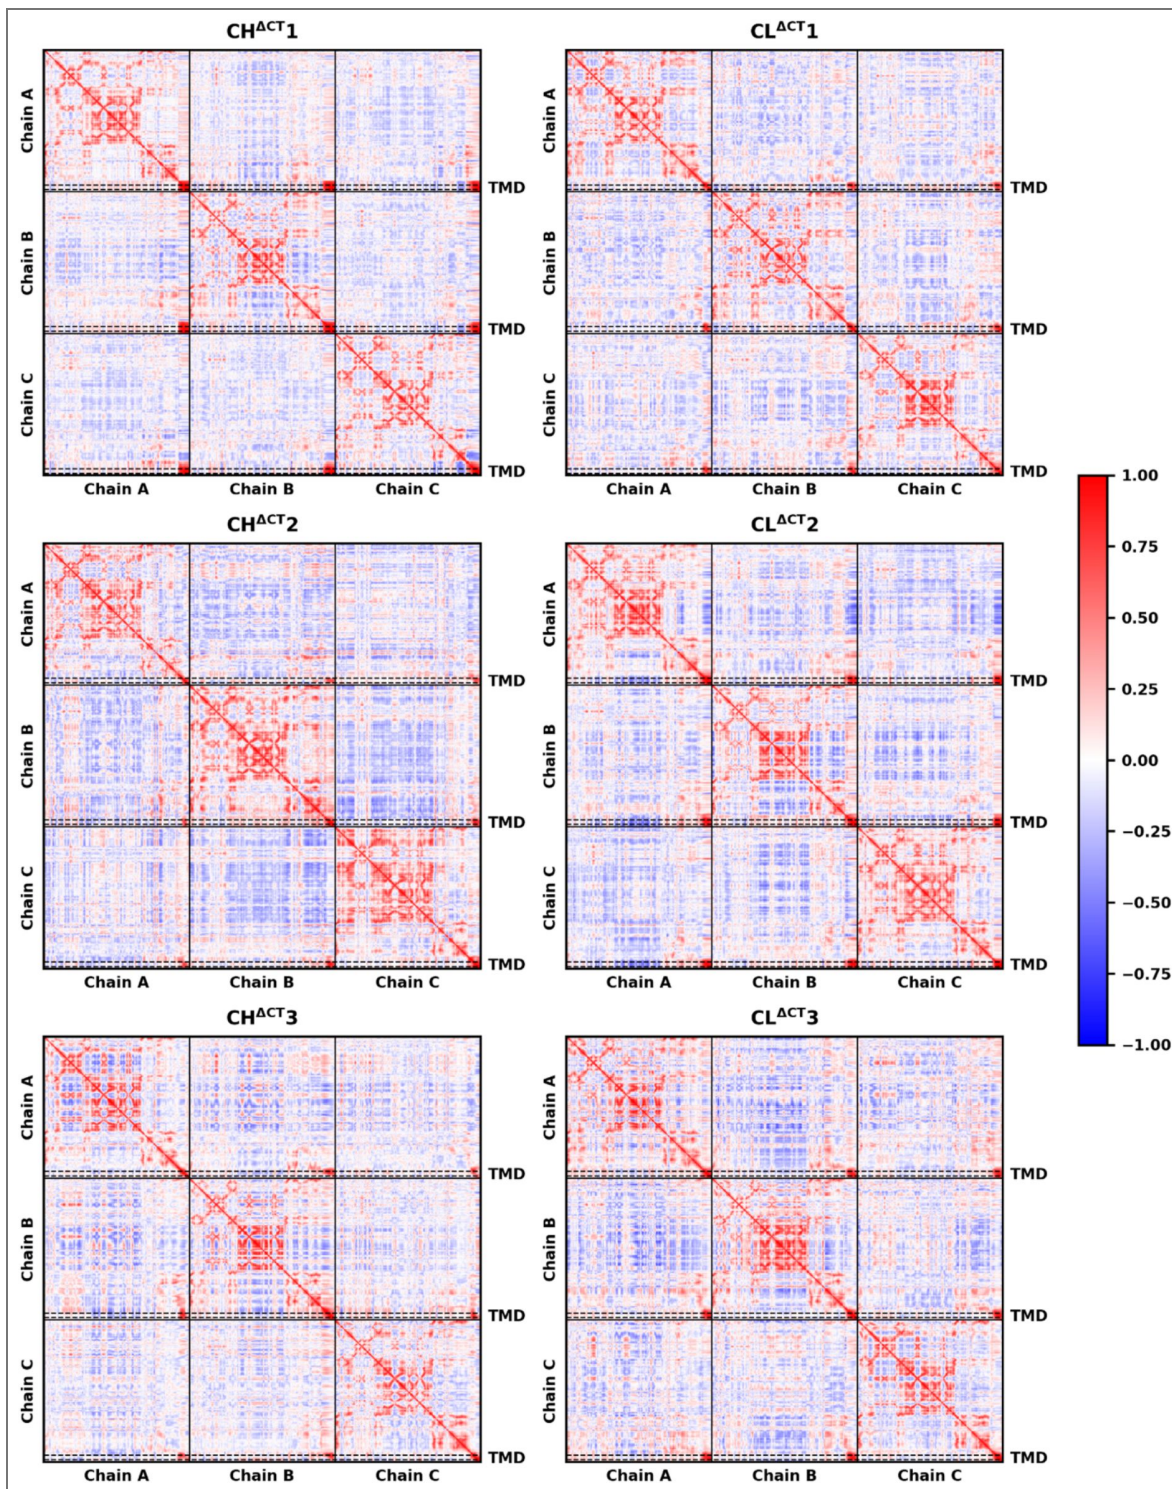 CH^ΔCT1
CL^ΔCT1
Chain A
TMD
Chain B
TMD
Chain C
TMD
Chain A Chain B Chain C
Chain A
TMD
Chain B
TMD
Chain C
TMD
Chain A Chain B Chain C
CH^ΔCT2
CL^ΔCT2
Chain A
TMD
Chain B
TMD
Chain C
TMD
Chain A Chain B Chain C
Chain A
TMD
Chain B
TMD
Chain C
TMD
Chain A Chain B Chain C
CH^ΔCT3
CL^ΔCT3
Chain A
TMD
Chain B
TMD
Chain C
TMD
Chain A Chain B Chain C
Chain A
TMD
Chain B
TMD
Chain C
TMD
Chain A Chain B Chain C
1.00
0.75
0.50
0.25
0.00
−0.25
−0.50
−0.75
−1.00